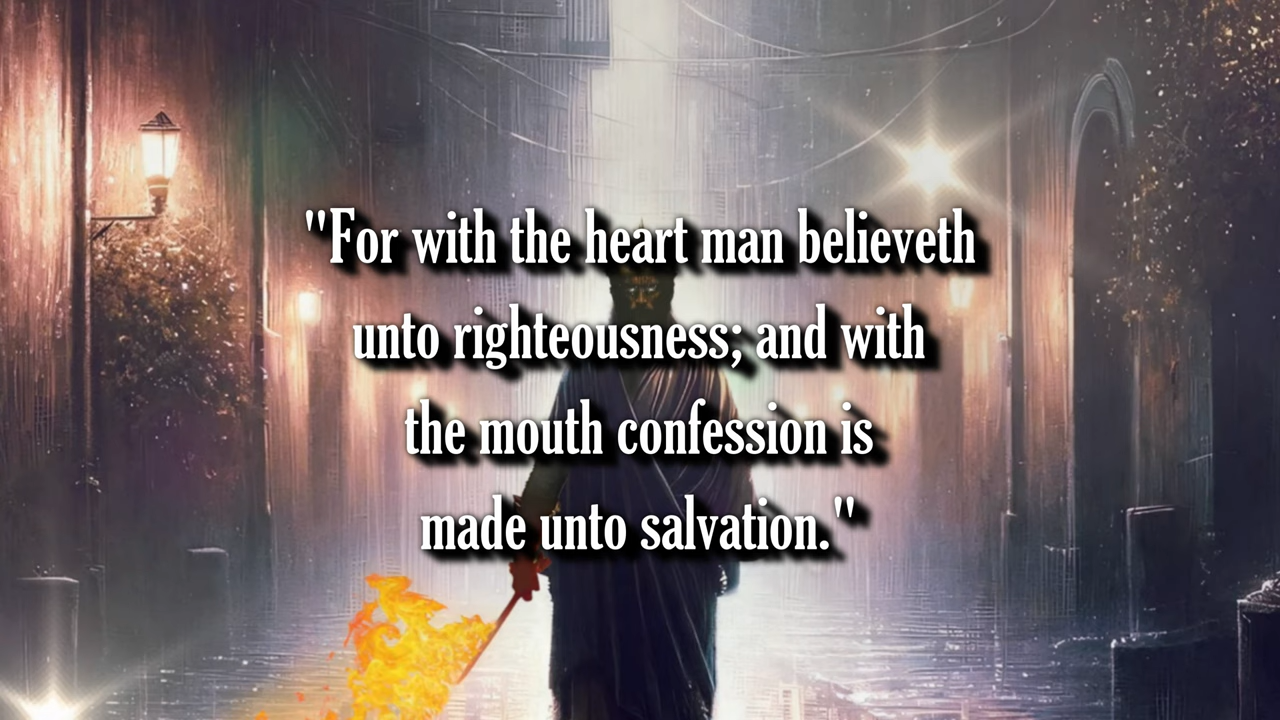 "For with the heart man believeth
unto righteousness; and with
the mouth confession is
made unto salvation."